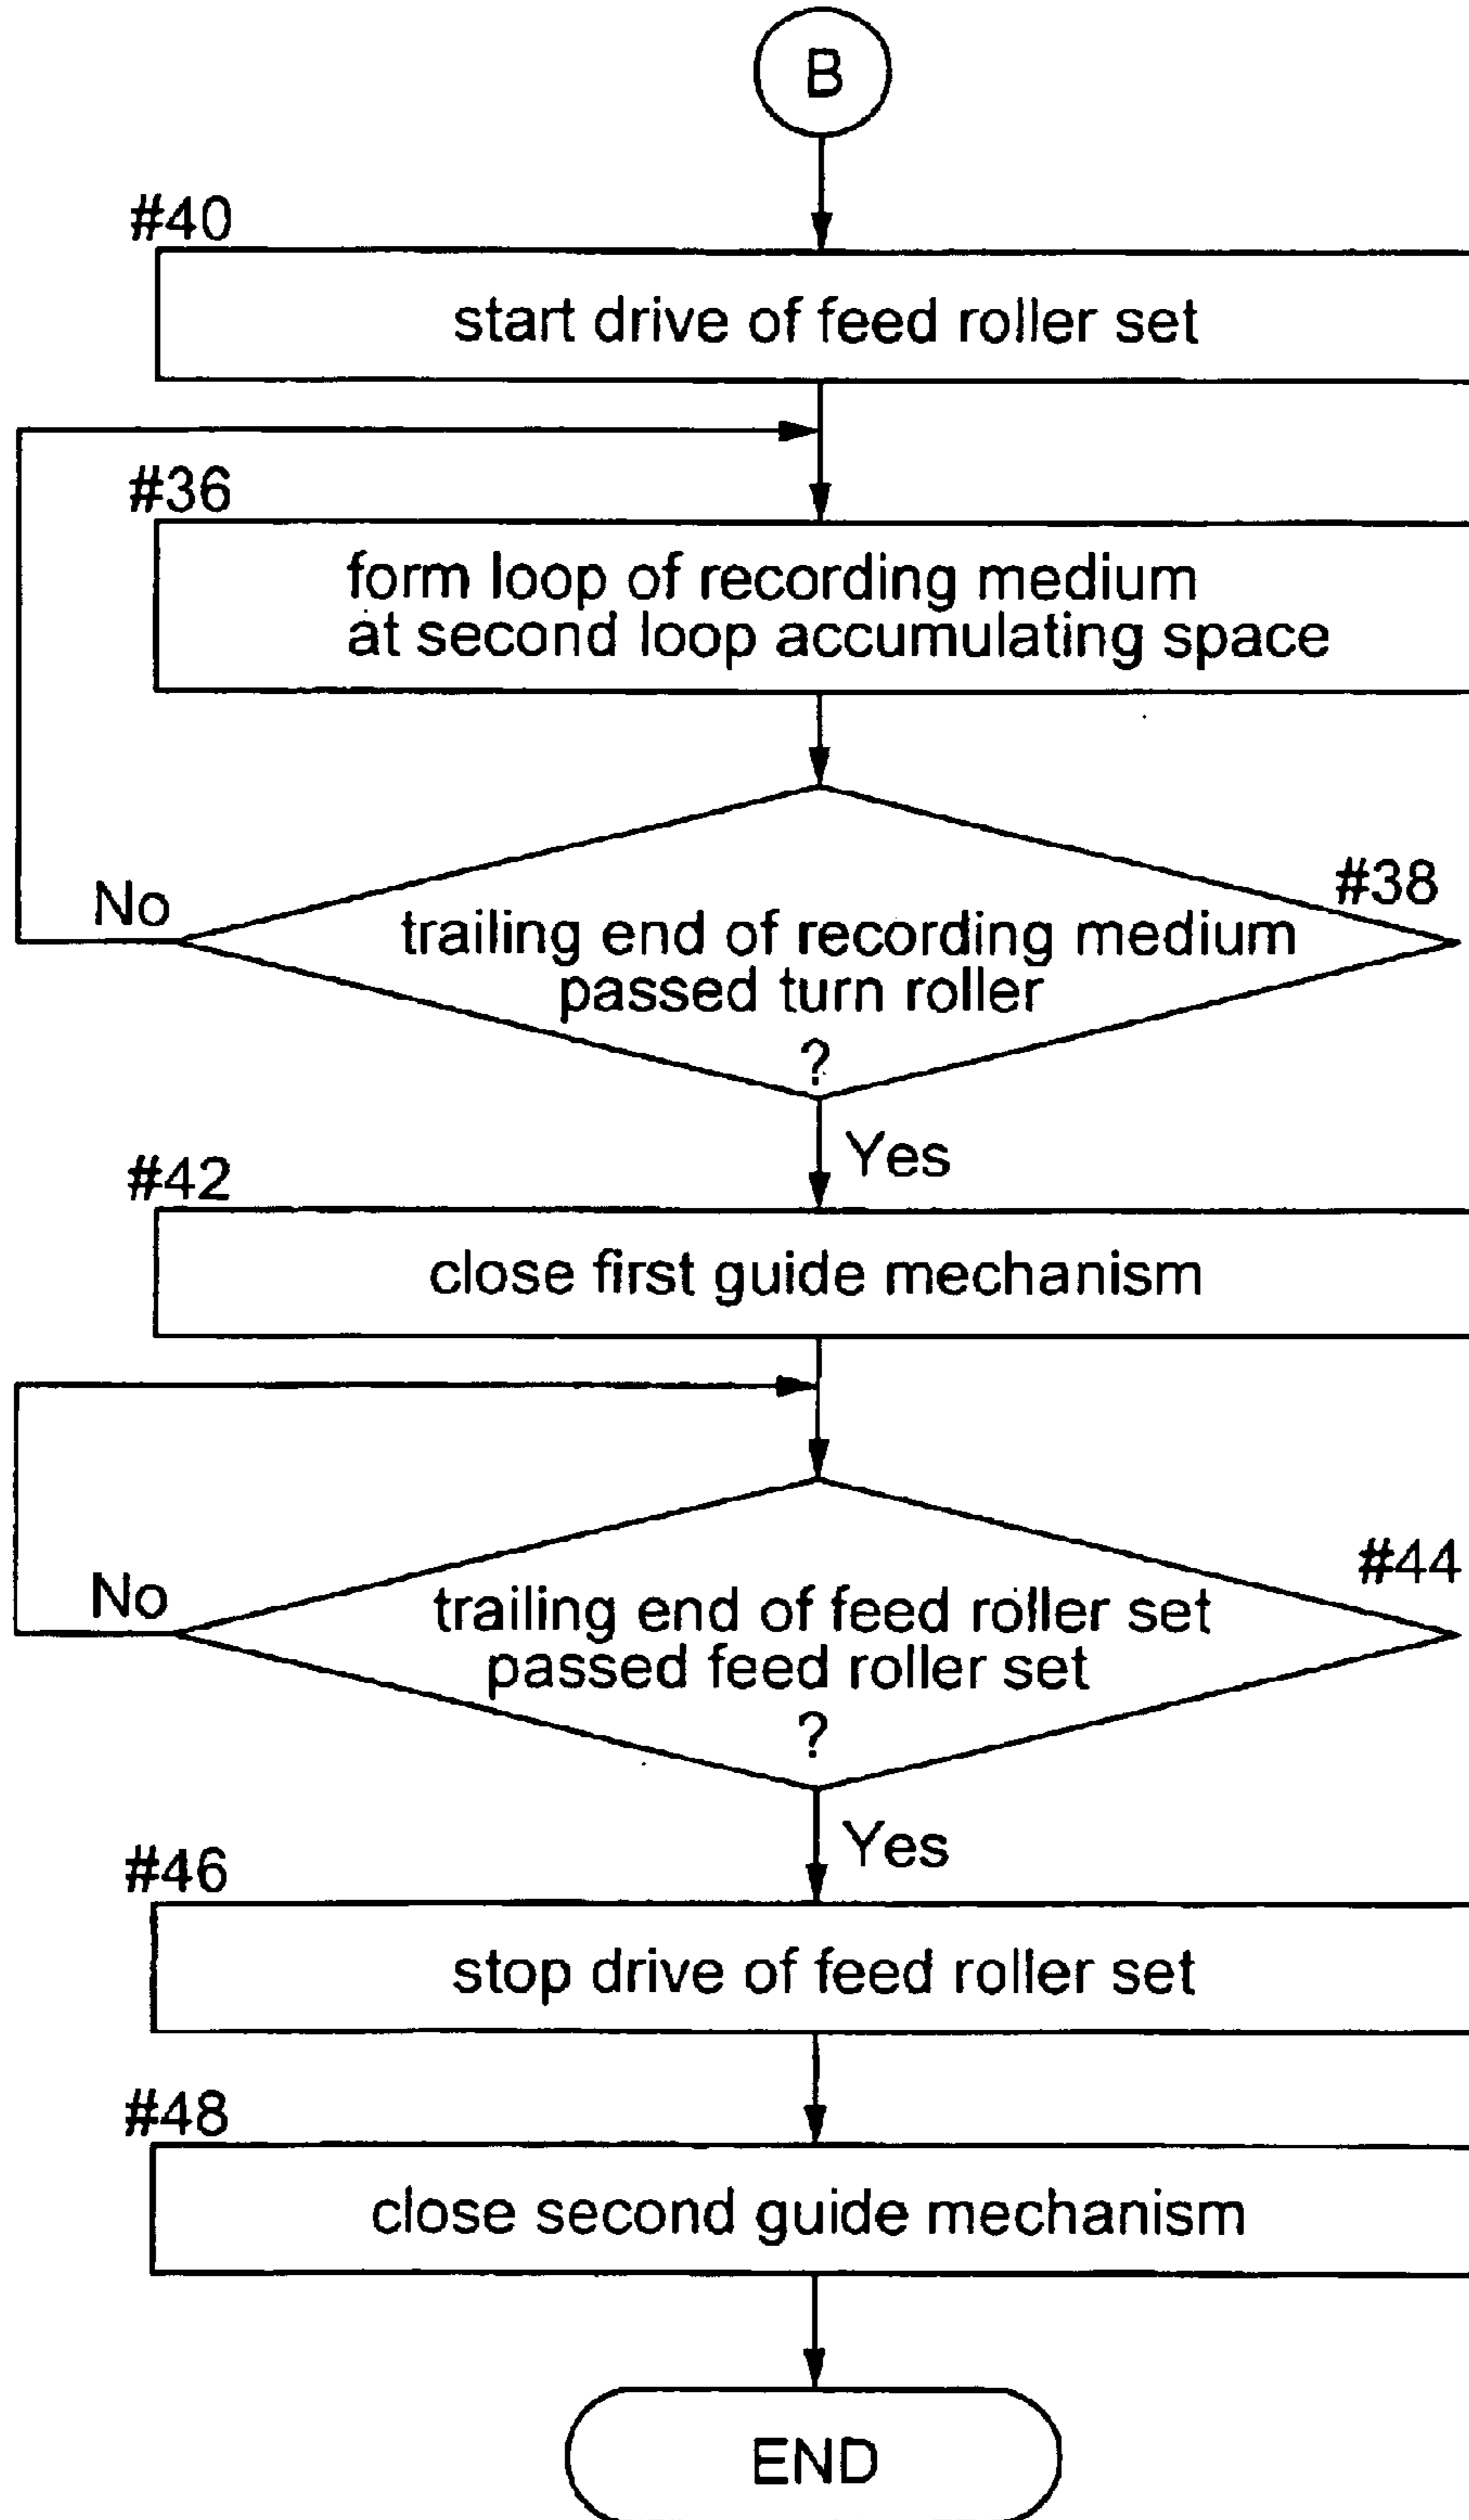 B
#40
start drive of feed roller set
#36
form loop of recording medium
at second loop accumulating space
#38
No
trailing end of recording medium
passed turn roller
?
Yes
#42
close first guide mechanism
#44
No
trailing end of feed roller set
passed feed roller set
?
Yes
#46
stop drive of feed roller set
#48
close second guide mechanism
END